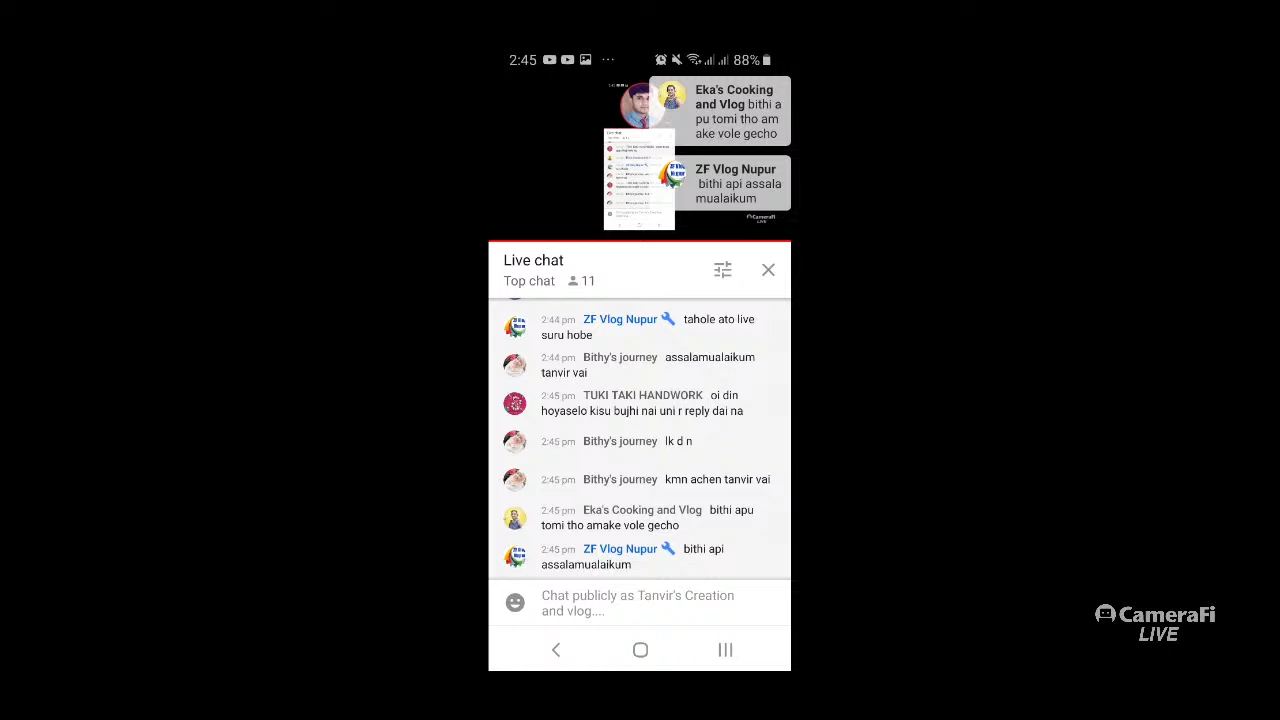 2:45 ... 88%
Eka's Cooking
and Vlog bithi a
pu tomi tho am
ake vole gecho
ZF Vlog Nupur
bithi api assala
mualaikum
CameraFi
LIVE
Live chat
Top chat 11
2:44 pm ZF Vlog Nupur tahole ato live
suru hobe
2:44 pm Bithy's journey assalamualaikum
tanvir vai
2:45 pm TUKI TAKI HANDWORK oi din
hoyaselo kisu bujhi nai uni r reply dai na
2:45 pm Bithy's journey lk d n
2:45 pm Bithy's journey kmn achen tanvir vai
2:45 pm Eka's Cooking and Vlog bithi apu
tomi tho amake vole gecho
2:45 pm ZF Vlog Nupur bithi api
assalamualaikum
Chat publicly as Tanvir's Creation
and vlog....
CameraFi
LIVE